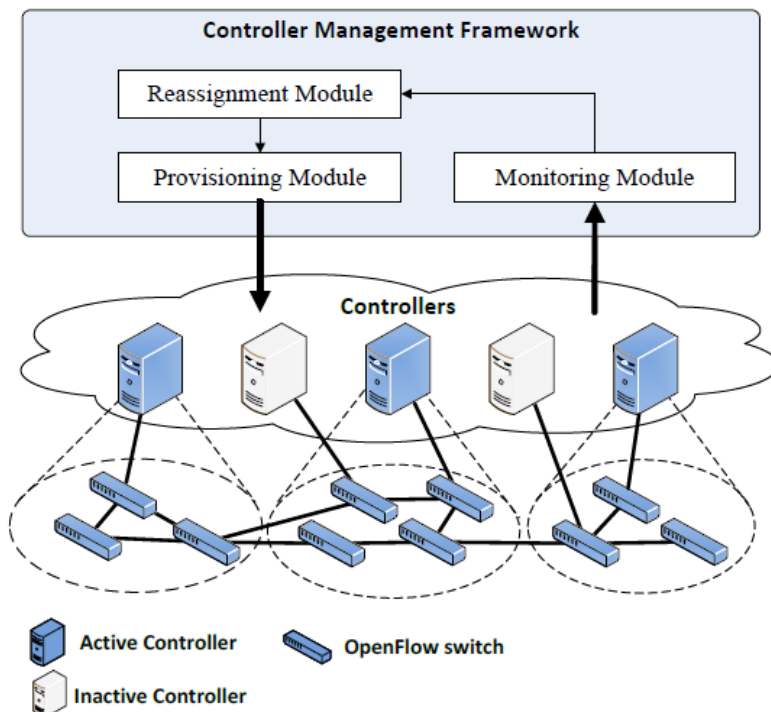 Controller Management Framework
Reassignment Module
Provisioning Module
Monitoring Module
Controllers
Active Controller
OpenFlow switch
Inactive Controller